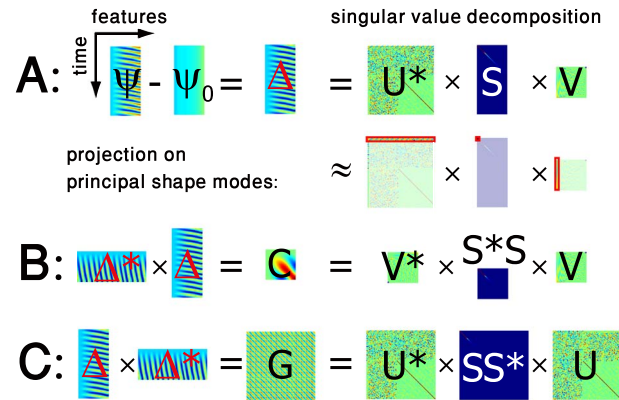 features
singular value decomposition
time
A: ψ - ψ₀ = Δ = U* × S × V
projection on
principal shape modes: ≈ × ×
B: Δ* × Δ = C = V* × S*S × V
C: Δ × Δ* = G = U* × SS* × U